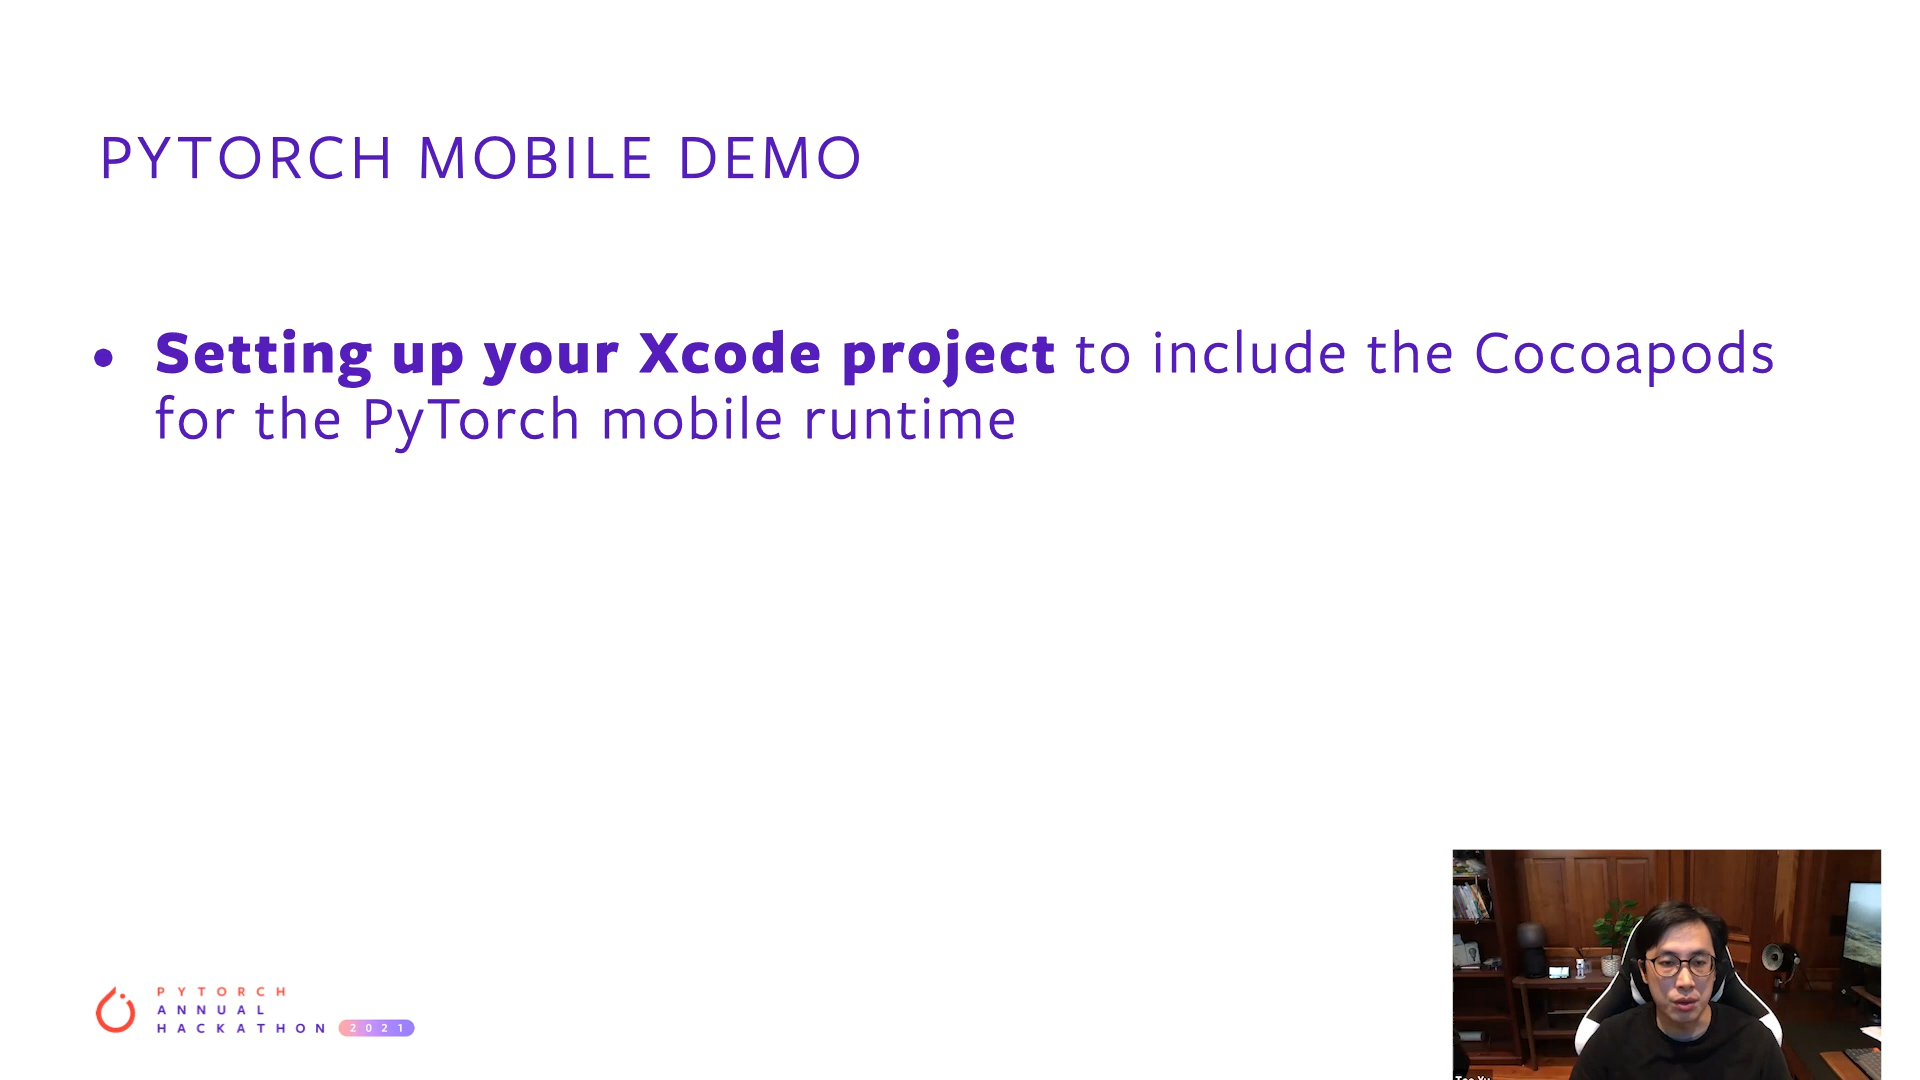 PYTORCH MOBILE DEMO
• Setting up your Xcode project to include the Cocoapods
for the PyTorch mobile runtime
PYTORCH
ANNUAL
HACKATHON 2021